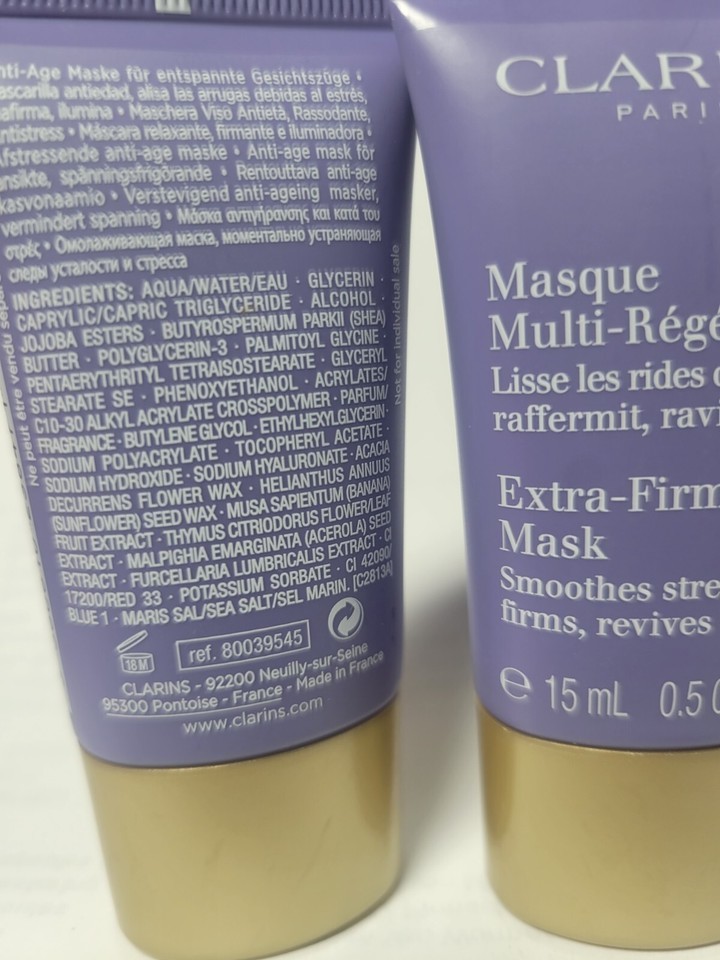 nti-Age Maske für entspannte Gesichtszüge •
ascarilla antiedad, alisa las arrugas debidas al estrés,
eafirma, ilumina • Maschera Viso Antietà, Rassodante,
ntistress • Máscara relaxante, firmante e iluminadora •
Afstressende anti-age maske • Anti-age mask för
ansikte, spänningsfrigörande • Rentouttava anti-age
kasvonaamio • Verstevigend anti-ageing masker,
vermindert spanning • Μάσκα αντιγήρανσης και κατά του
στρές • Омолаживающая маска, моментально устраняющая
следы усталости и стресса
INGREDIENTS: AQUA/WATER/EAU · GLYCERIN ·
CAPRYLIC/CAPRIC TRIGLYCERIDE · ALCOHOL ·
JOJOBA ESTERS · BUTYROSPERMUM PARKII (SHEA)
BUTTER · POLYGLYCERIN-3 · PALMITOYL GLYCINE ·
PENTAERYTHRITYL TETRAISOSTEARATE · GLYCERYL
STEARATE SE · PHENOXYETHANOL · ACRYLATES/
C10-30 ALKYL ACRYLATE CROSSPOLYMER · PARFUM/
FRAGRANCE · BUTYLENE GLYCOL · ETHYLHEXYLGLYCERIN ·
SODIUM POLYACRYLATE · TOCOPHERYL ACETATE ·
SODIUM HYDROXIDE · SODIUM HYALURONATE · ACACIA
DECURRENS FLOWER WAX · HELIANTHUS ANNUUS
(SUNFLOWER) SEED WAX · MUSA SAPIENTUM (BANANA)
FRUIT EXTRACT · THYMUS CITRIODORUS FLOWER/LEAF
EXTRACT · MALPIGHIA EMARGINATA (ACEROLA) SEED
EXTRACT · FURCELLARIA LUMBRICALIS EXTRACT · CI
17200/RED 33 · POTASSIUM SORBATE · CI 42090/
BLUE 1 · MARIS SAL/SEA SALT/SEL MARIN. [C2813A]
18 M
ref. 80039545
CLARINS - 92200 Neuilly-sur-Seine
95300 Pontoise - France - Made in France
www.clarins.com
Ne peut être vendu sépa
Not for individual sale
CLAR
PARI
Masque
Multi-Régé
Lisse les rides
raffermit, ravi
Extra-Firm
Mask
Smoothes stre
firms, revives
℮ 15 mL 0.5